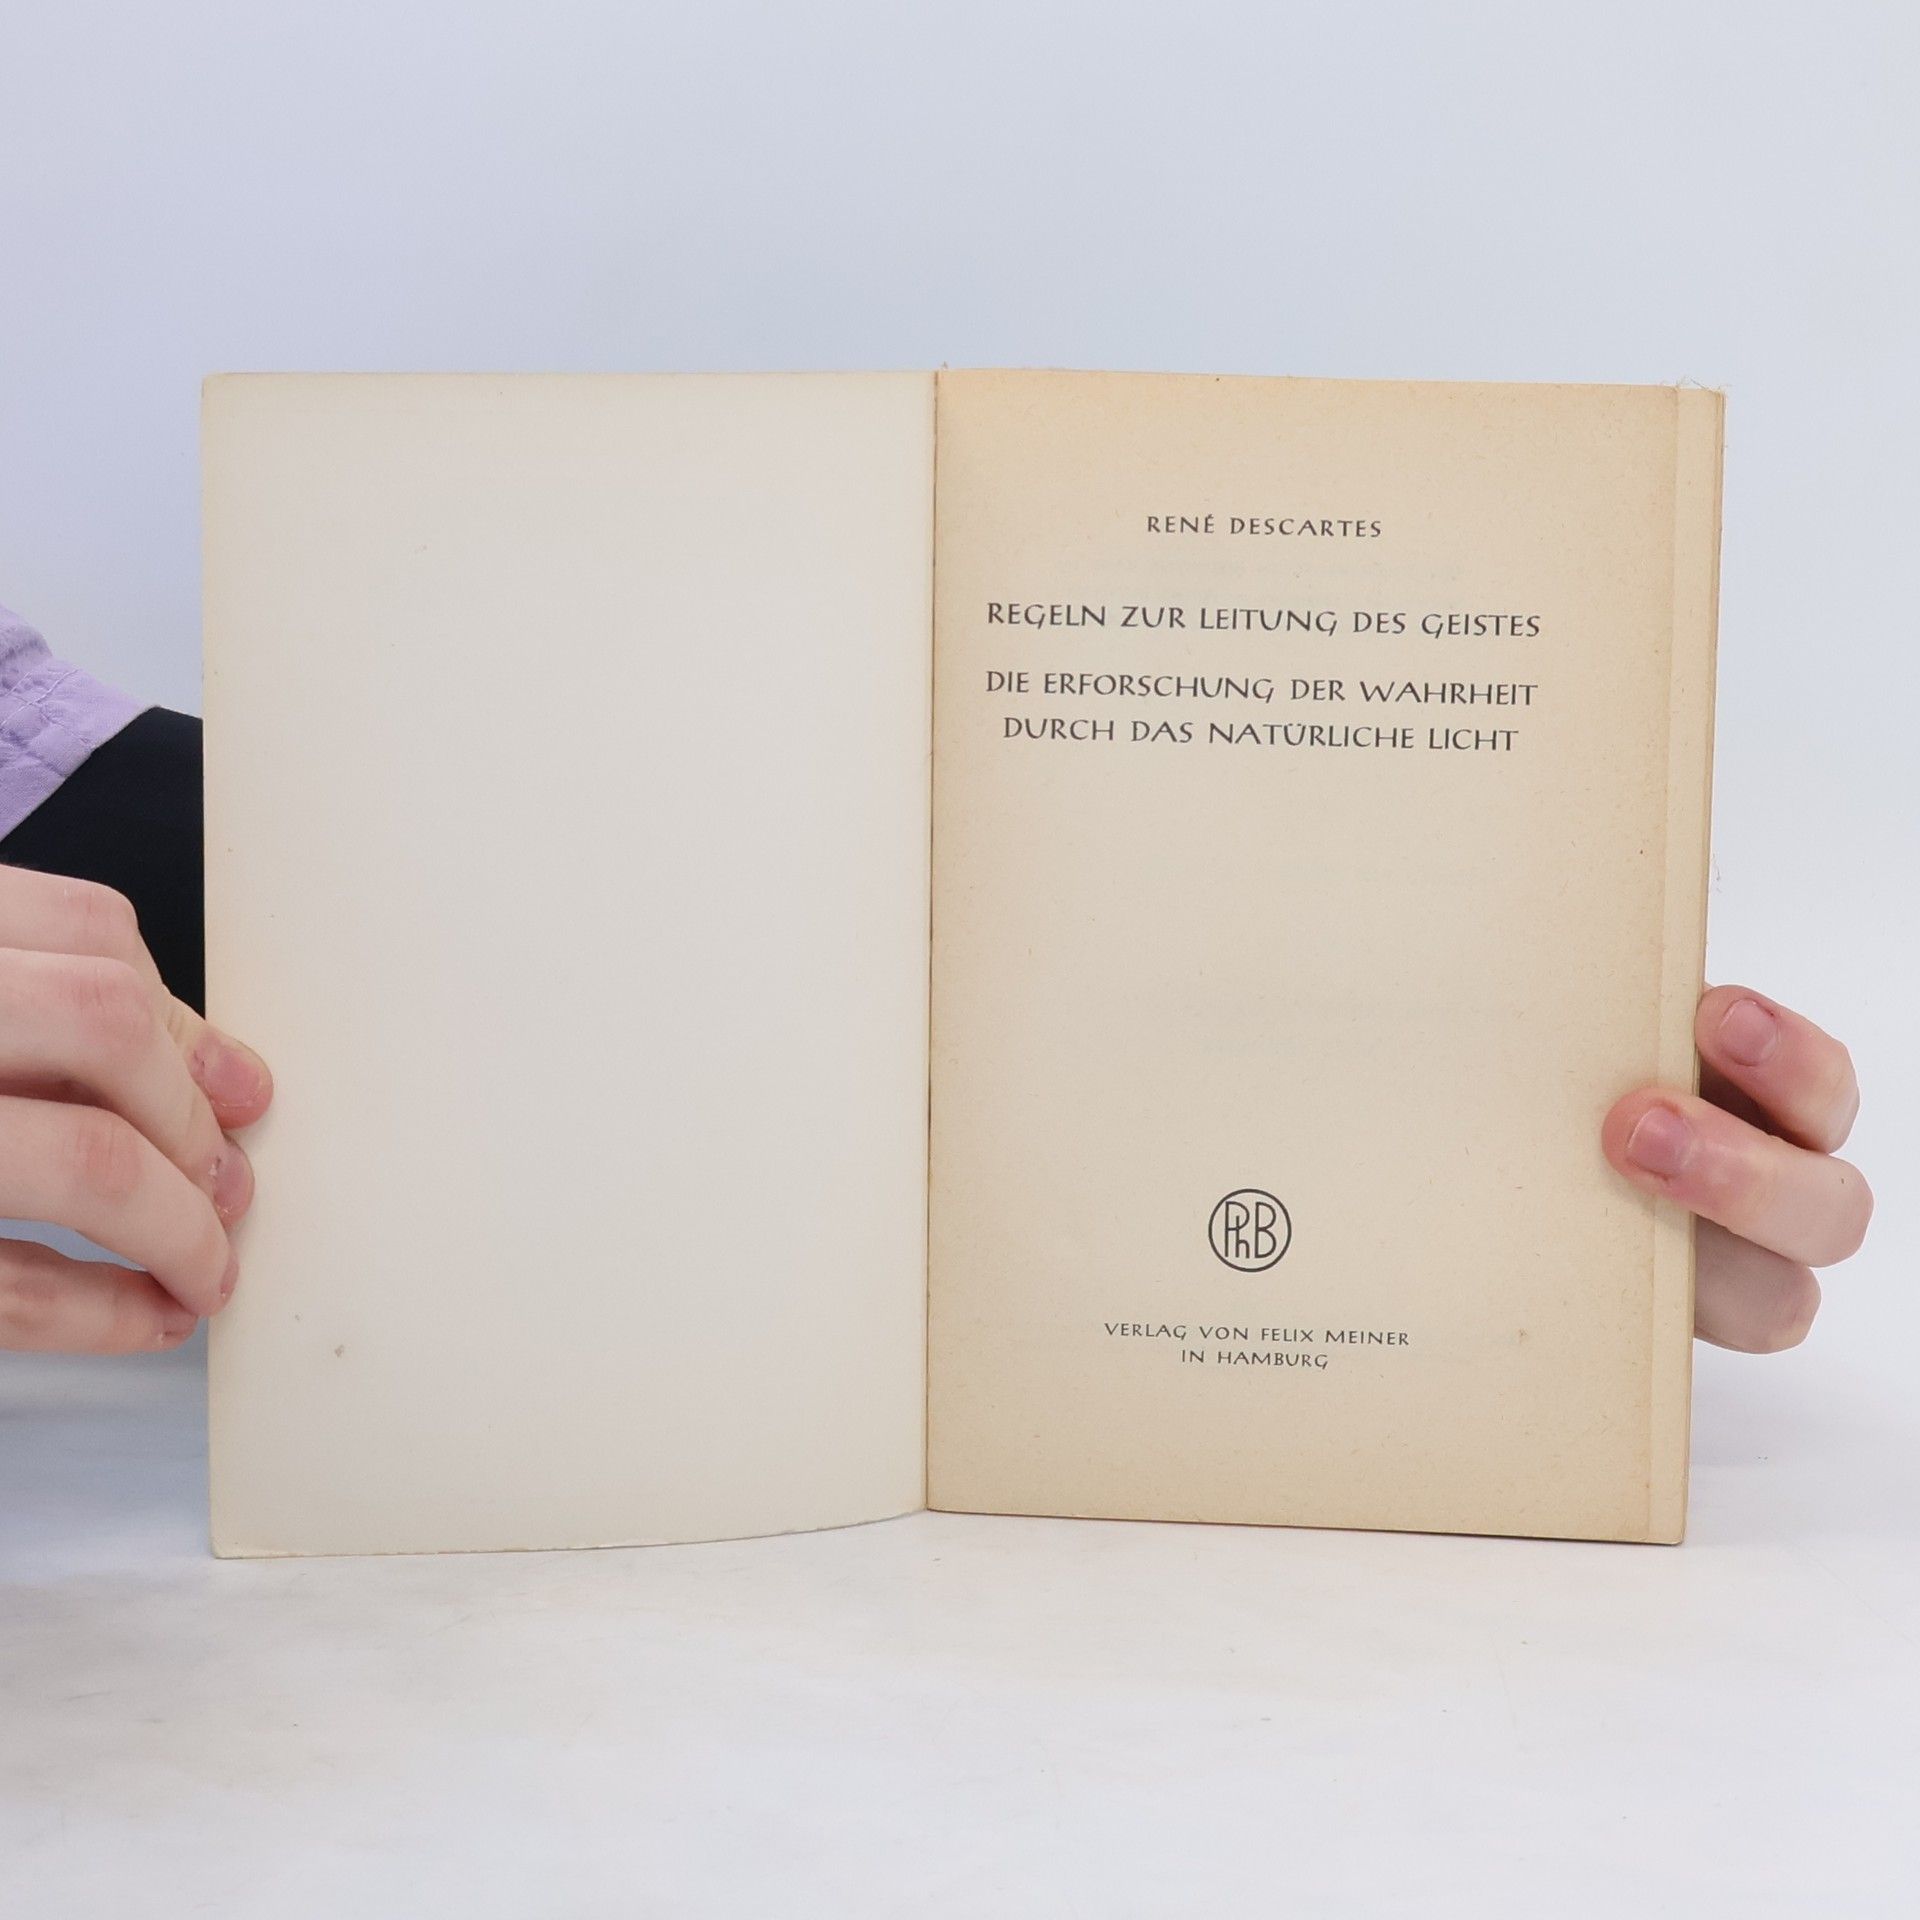 RENÉ DESCARTES
REGELN ZUR LEITUNG DES GEISTES
DIE ERFORSCHUNG DER WAHRHEIT
DURCH DAS NATÜRLICHE LICHT
PhB
VERLAG VON FELIX MEINER
IN HAMBURG